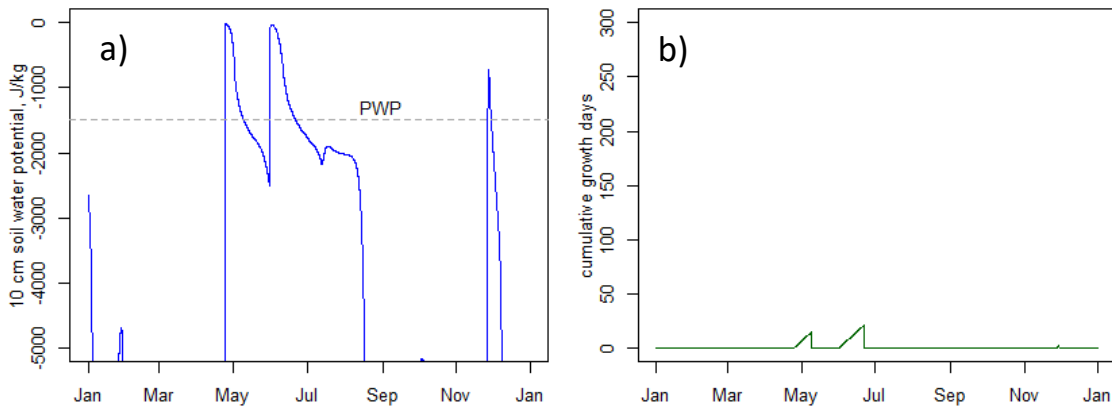 a)
10 cm soil water potential, J/kg
0
-1000
-2000
-3000
-4000
-5000
PWP
Jan Mar May Jul Sep Nov Jan
b)
cumulative growth days
300
250
200
150
100
50
0
Jan Mar May Jul Sep Nov Jan